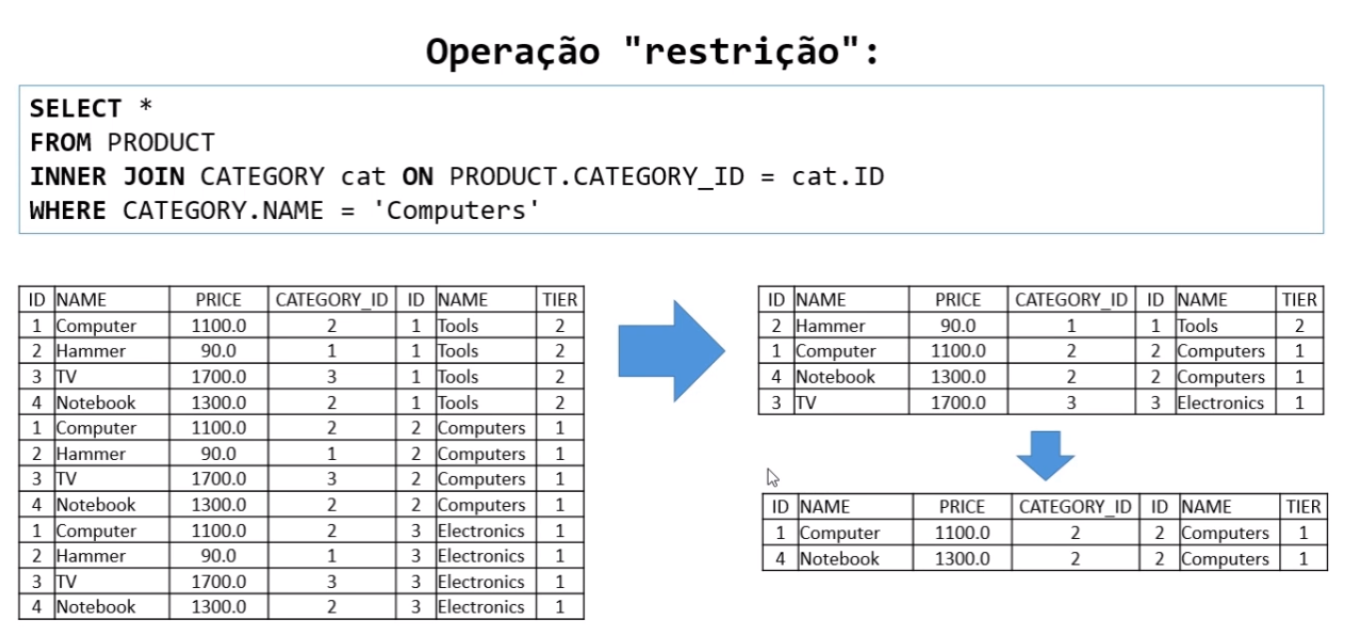 Operação "restrição":
SELECT *
FROM PRODUCT
INNER JOIN CATEGORY cat ON PRODUCT.CATEGORY_ID = cat.ID
WHERE CATEGORY.NAME = 'Computers'
ID NAME PRICE CATEGORY_ID ID NAME TIER
1 Computer 1100.0 2 1 Tools 2
2 Hammer 90.0 1 1 Tools 2
3 TV 1700.0 3 1 Tools 2
4 Notebook 1300.0 2 1 Tools 2
1 Computer 1100.0 2 2 Computers 1
2 Hammer 90.0 1 2 Computers 1
3 TV 1700.0 3 2 Computers 1
4 Notebook 1300.0 2 2 Computers 1
1 Computer 1100.0 2 3 Electronics 1
2 Hammer 90.0 1 3 Electronics 1
3 TV 1700.0 3 3 Electronics 1
4 Notebook 1300.0 2 3 Electronics 1
ID NAME PRICE CATEGORY_ID ID NAME TIER
2 Hammer 90.0 1 1 Tools 2
1 Computer 1100.0 2 2 Computers 1
4 Notebook 1300.0 2 2 Computers 1
3 TV 1700.0 3 3 Electronics 1
ID NAME PRICE CATEGORY_ID ID NAME TIER
1 Computer 1100.0 2 2 Computers 1
4 Notebook 1300.0 2 2 Computers 1